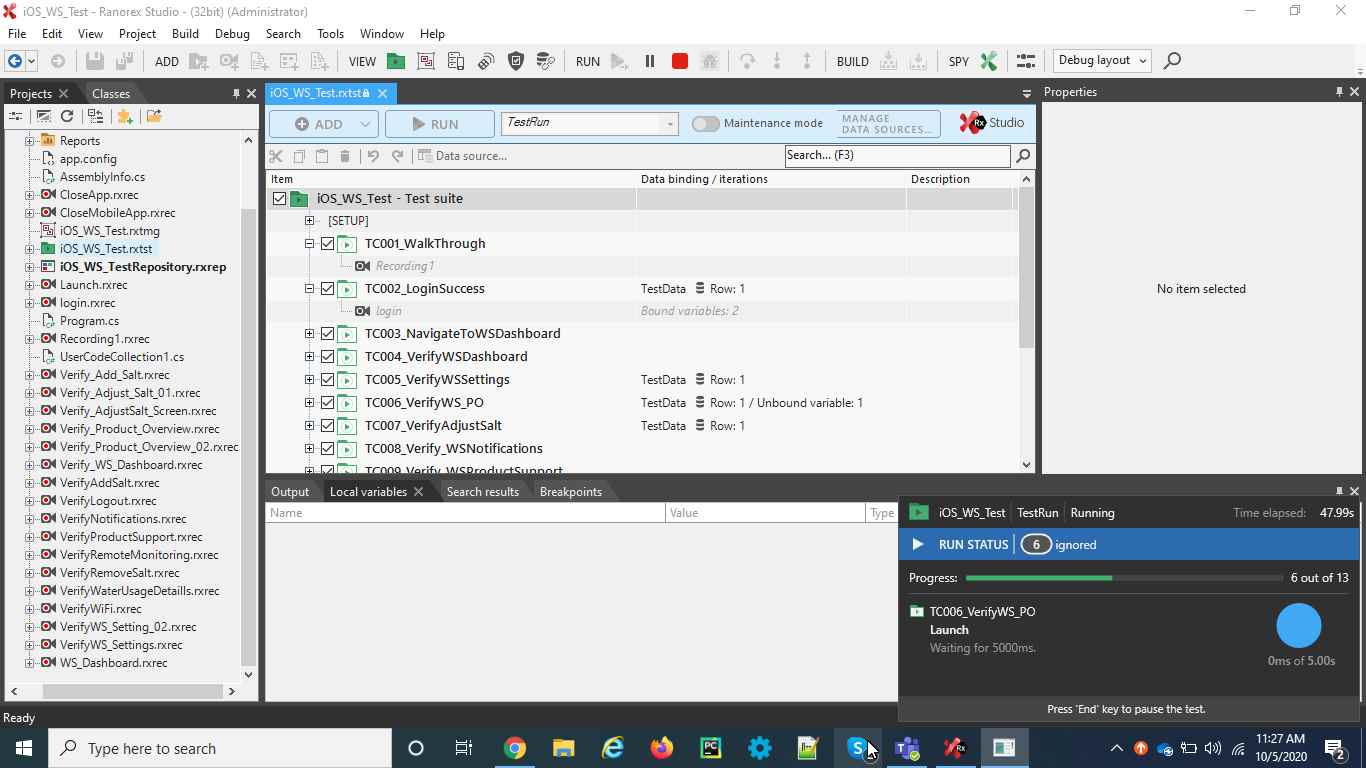 iOS_WS_Test - Ranorex Studio - (32bit) (Administrator)
File Edit View Project Build Debug Search Tools Window Help
ADD VIEW RUN BUILD SPY Debug layout
Projects Classes
Reports
app.config
AssemblyInfo.cs
CloseApp.rxrec
CloseMobileApp.rxrec
iOS_WS_Test.rxtmg
iOS_WS_Test.rxtst
iOS_WS_TestRepository.rxrep
Launch.rxrec
login.rxrec
Program.cs
Recording1.rxrec
UserCodeCollection1.cs
Verify_Add_Salt.rxrec
Verify_Adjust_Salt_01.rxrec
Verify_AdjustSalt_Screen.rxrec
Verify_Product_Overview.rxrec
Verify_Product_Overview_02.rxrec
Verify_WS_Dashboard.rxrec
VerifyAddSalt.rxrec
VerifyLogout.rxrec
VerifyNotifications.rxrec
VerifyProductSupport.rxrec
VerifyRemoteMonitoring.rxrec
VerifyRemoveSalt.rxrec
VerifyWaterUsageDetaills.rxrec
VerifyWiFi.rxrec
VerifyWS_Setting_02.rxrec
VerifyWS_Settings.rxrec
WS_Dashboard.rxrec
iOS_WS_Test.rxtst
ADD RUN TestRun Maintenance mode MANAGE DATA SOURCES... Rx Studio
Data source... Search... (F3)
Item Data binding / iterations Description
iOS_WS_Test - Test suite
[SETUP]
TC001_WalkThrough
Recording1
TC002_LoginSuccess TestData Row: 1
login Bound variables: 2
TC003_NavigateToWSDashboard
TC004_VerifyWSDashboard
TC005_VerifyWSSettings TestData Row: 1
TC006_VerifyWS_PO TestData Row: 1 / Unbound variable: 1
TC007_VerifyAdjustSalt TestData Row: 1
TC008_Verify_WSNotifications
TC009_Verify_WSProductSupport
Properties
No item selected
Output Local variables Search results Breakpoints
Name Value Type
iOS_WS_Test TestRun Running Time elapsed: 47.99s
RUN STATUS 6 ignored
Progress: 6 out of 13
TC006_VerifyWS_PO
Launch
Waiting for 5000ms.
0ms of 5.00s
Press 'End' key to pause the test.
Ready
Type here to search
11:27 AM
10/5/2020
2